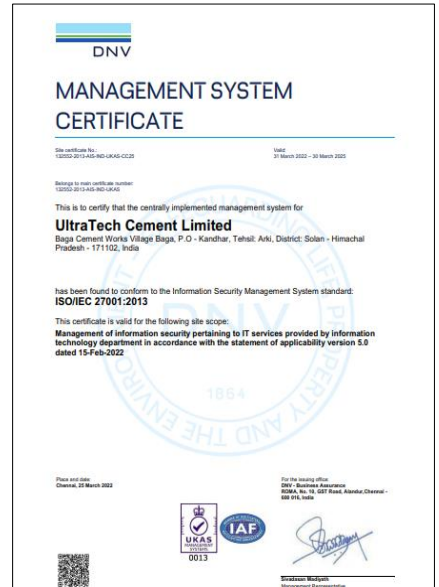 DNV
MANAGEMENT SYSTEM
CERTIFICATE
Site certificate No.:
132552-2013-AIS-IND-UKAS-CC25
Valid:
31 March 2022 – 30 March 2025
Belongs to main certificate number:
132552-2013-AIS-IND-UKAS
This is to certify that the centrally implemented management system for
UltraTech Cement Limited
Baga Cement Works Village Baga, P.O - Kandhar, Tehsil: Arki, District: Solan - Himachal
Pradesh - 171102, India
has been found to conform to the Information Security Management System standard:
ISO/IEC 27001:2013
This certificate is valid for the following site scope:
Management of information security pertaining to IT services provided by information
technology department in accordance with the statement of applicability version 5.0
dated 15-Feb-2022
DNV
1864
Place and date:
Chennai, 25 March 2022
For the issuing office:
DNV - Business Assurance
ROMA, No. 10, GST Road, Alandur, Chennai -
600 016, India
UKAS
MANAGEMENT
SYSTEMS
0013
IAF
Sivadasan Madiyath
Management Representative